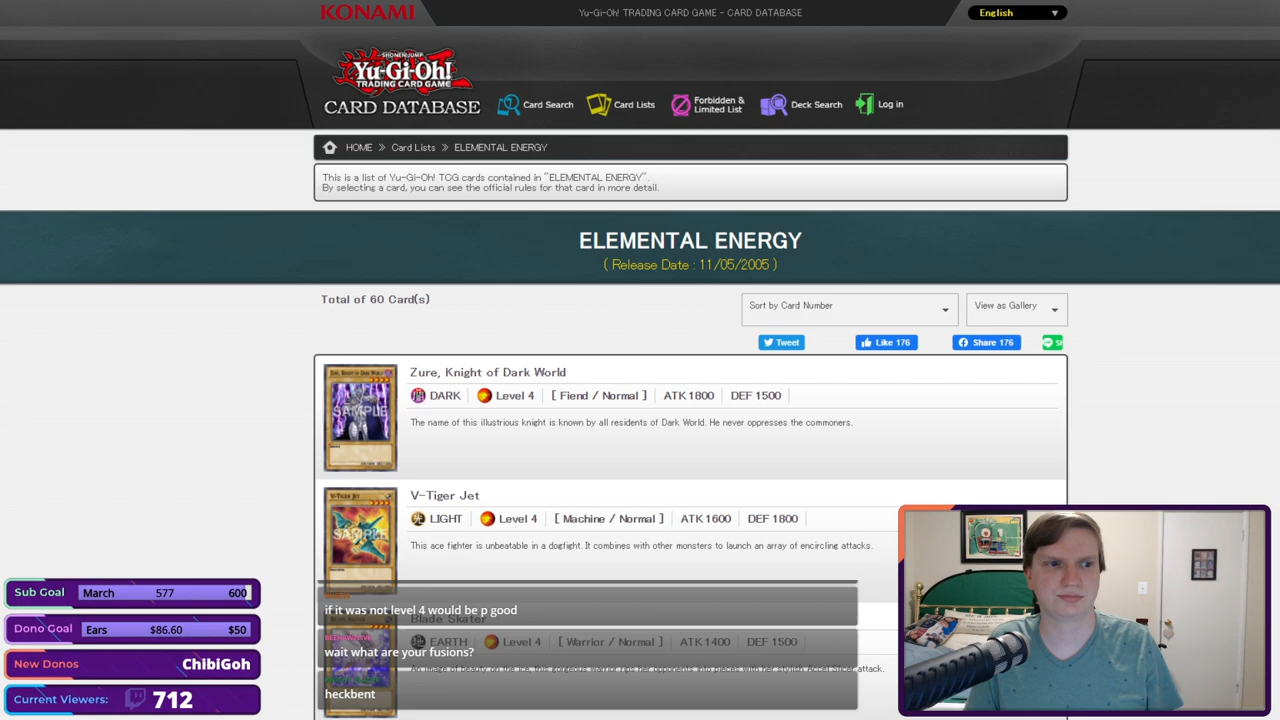 KONAMI
Yu-Gi-Oh! TRADING CARD GAME - CARD DATABASE
English
SHONEN JUMP
Yu-Gi-Oh!
TRADING CARD GAME
CARD DATABASE
Card Search
Card Lists
Forbidden &
Limited List
Deck Search
Log in
HOME » Card Lists » ELEMENTAL ENERGY
This is a list of Yu-Gi-Oh! TCG cards contained in "ELEMENTAL ENERGY".
By selecting a card, you can see the official rules for that card in more detail.
ELEMENTAL ENERGY
( Release Date : 11/05/2005 )
Total of 60 Card(s)
Sort by Card Number
View as Gallery
Tweet
Like 176
Share 176
Zure, Knight of Dark World
DARK Level 4 [ Fiend / Normal ] ATK 1800 DEF 1500
The name of this illustrious knight is known by all residents of Dark World. He never oppresses the commoners.
SAMPLE
V-Tiger Jet
LIGHT Level 4 [ Machine / Normal ] ATK 1600 DEF 1800
This ace fighter is unbeatable in a dogfight. It combines with other monsters to launch an array of encircling attacks.
V-TIGER JET
SAMPLE
Blade Skater
EARTH Level 4 [ Warrior / Normal ] ATK 1400 DEF 1500
if it was not level 4 would be p good
wait what are your fusions?
heckbent
Sub Goal March 577 600
Dono Goal Ears $86.60 $50
New Donos ChibiGoh
Current Viewers: 712